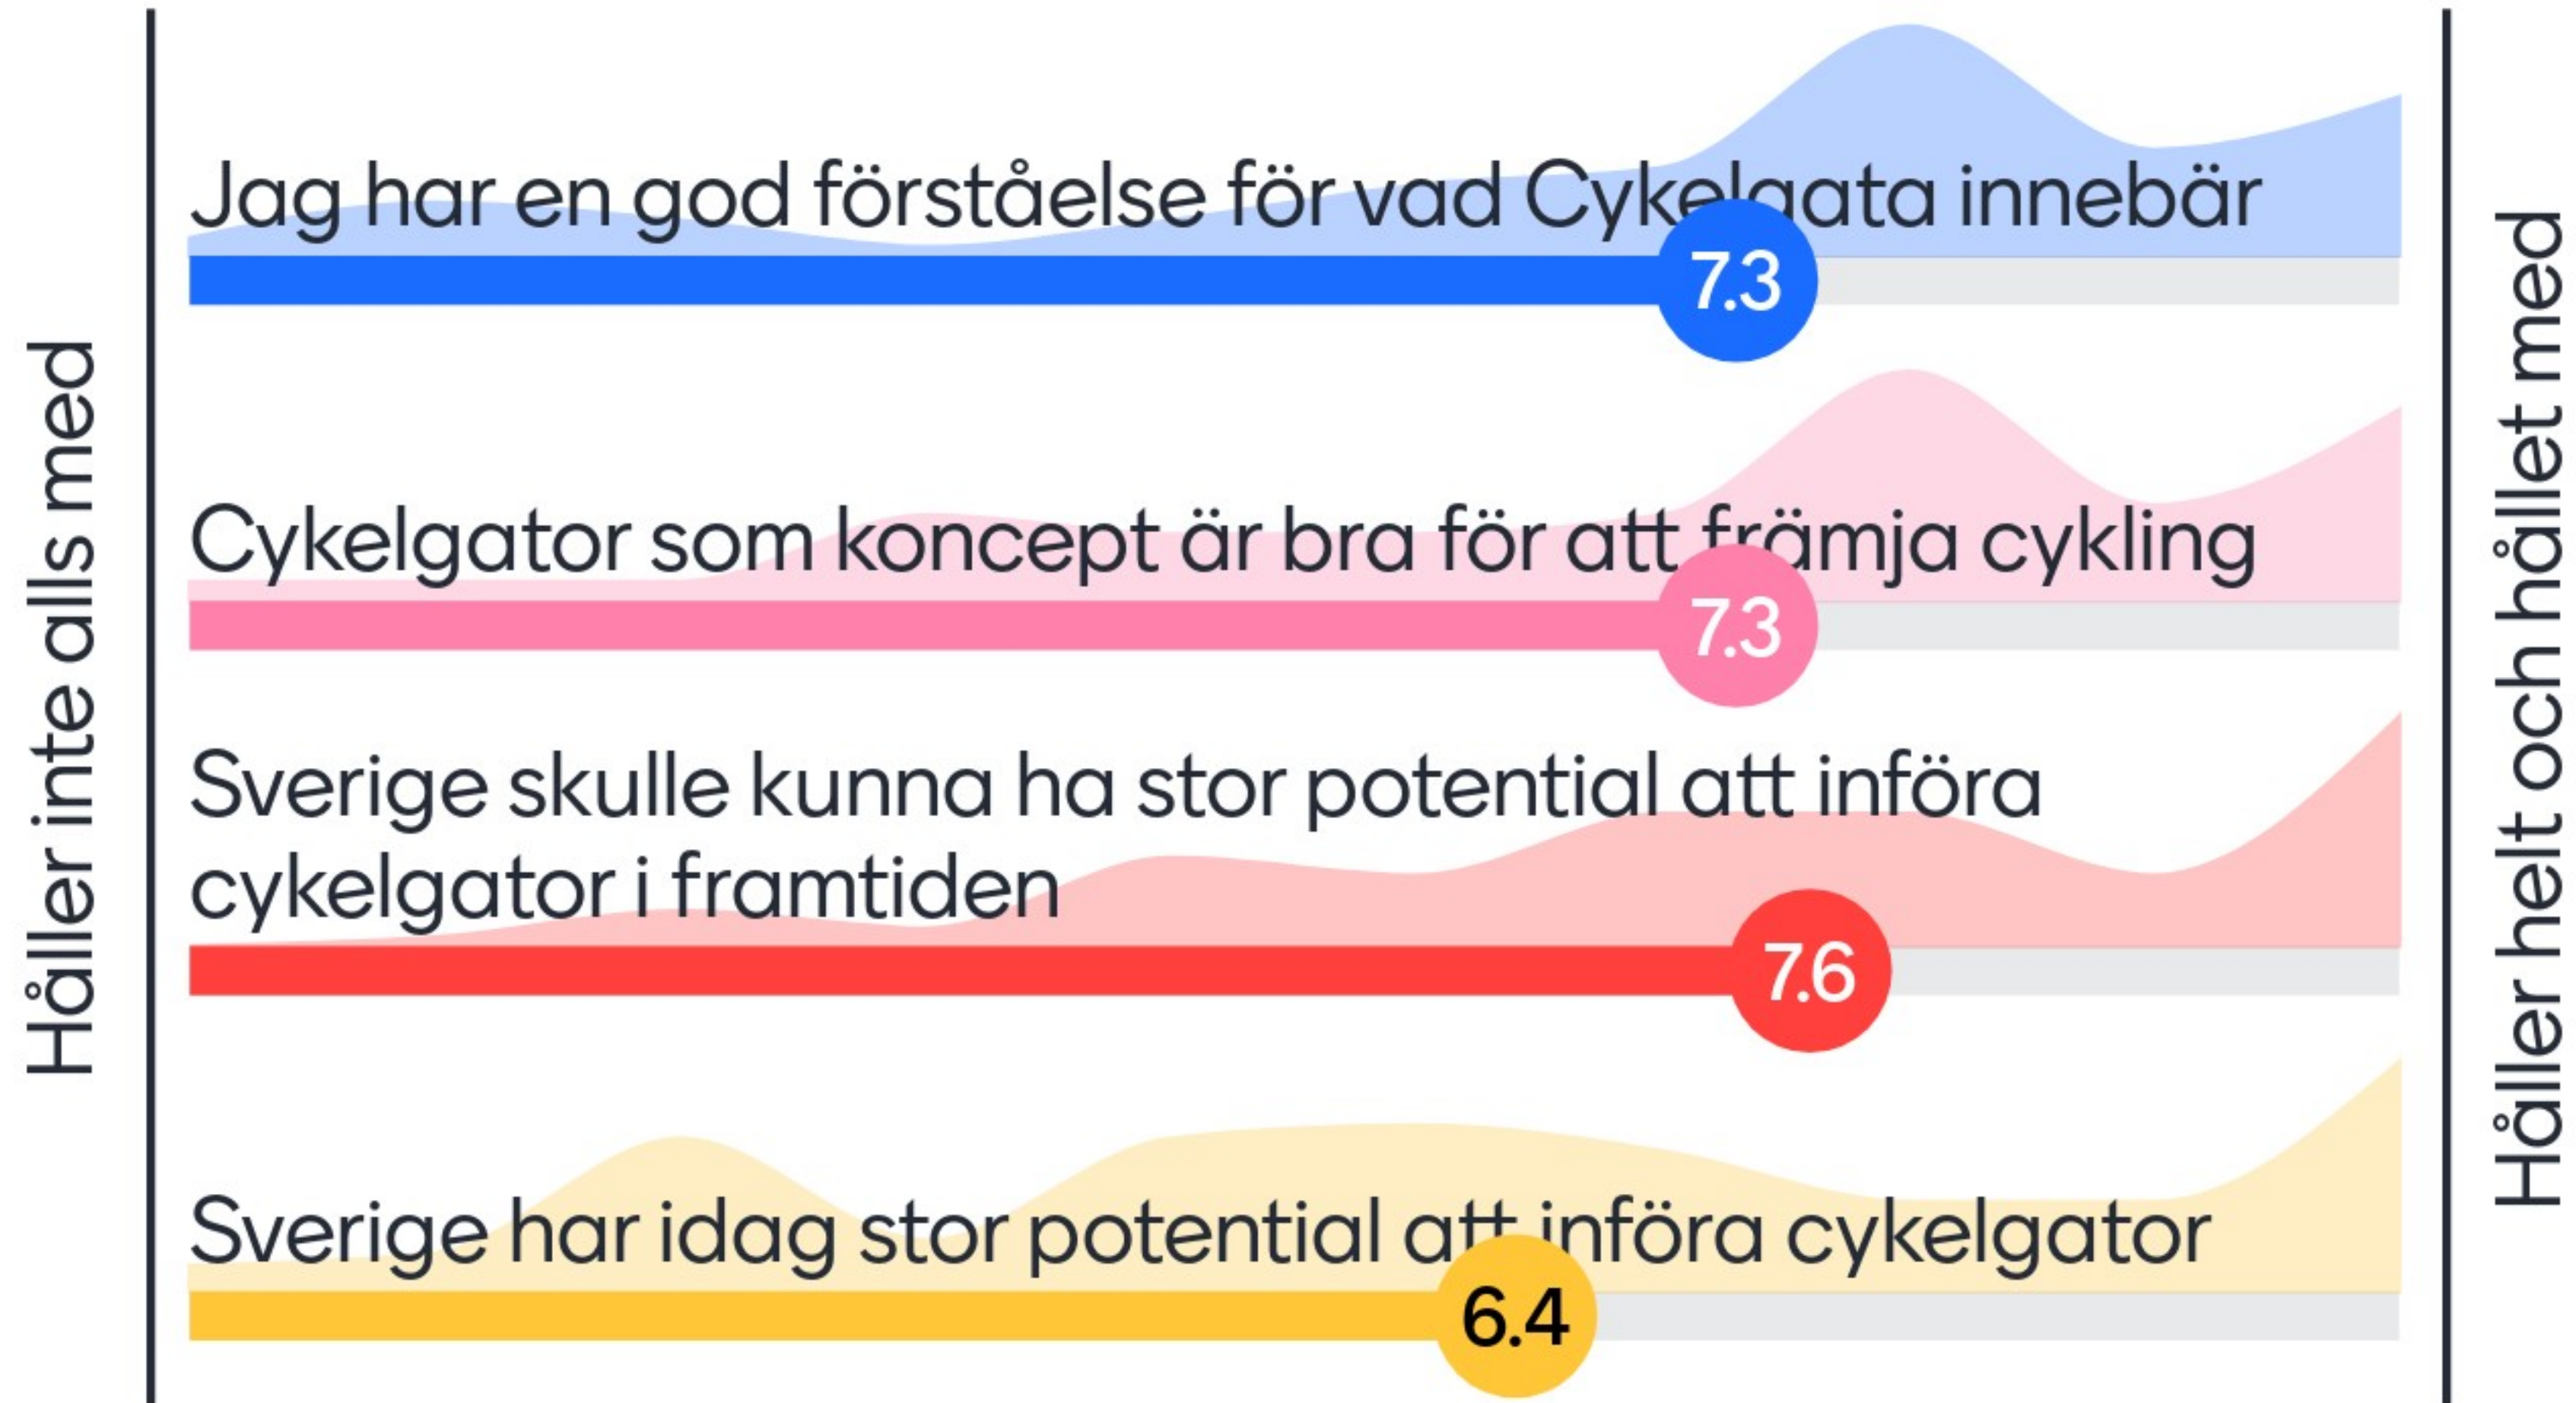 Håller inte alls med
Jag har en god förståelse för vad Cykelgata innebär
7.3
Cykelgator som koncept är bra för att främja cykling
7.3
Sverige skulle kunna ha stor potential att införa
cykelgator i framtiden
7.6
Sverige har idag stor potential att införa cykelgator
6.4
Håller helt och hållet med